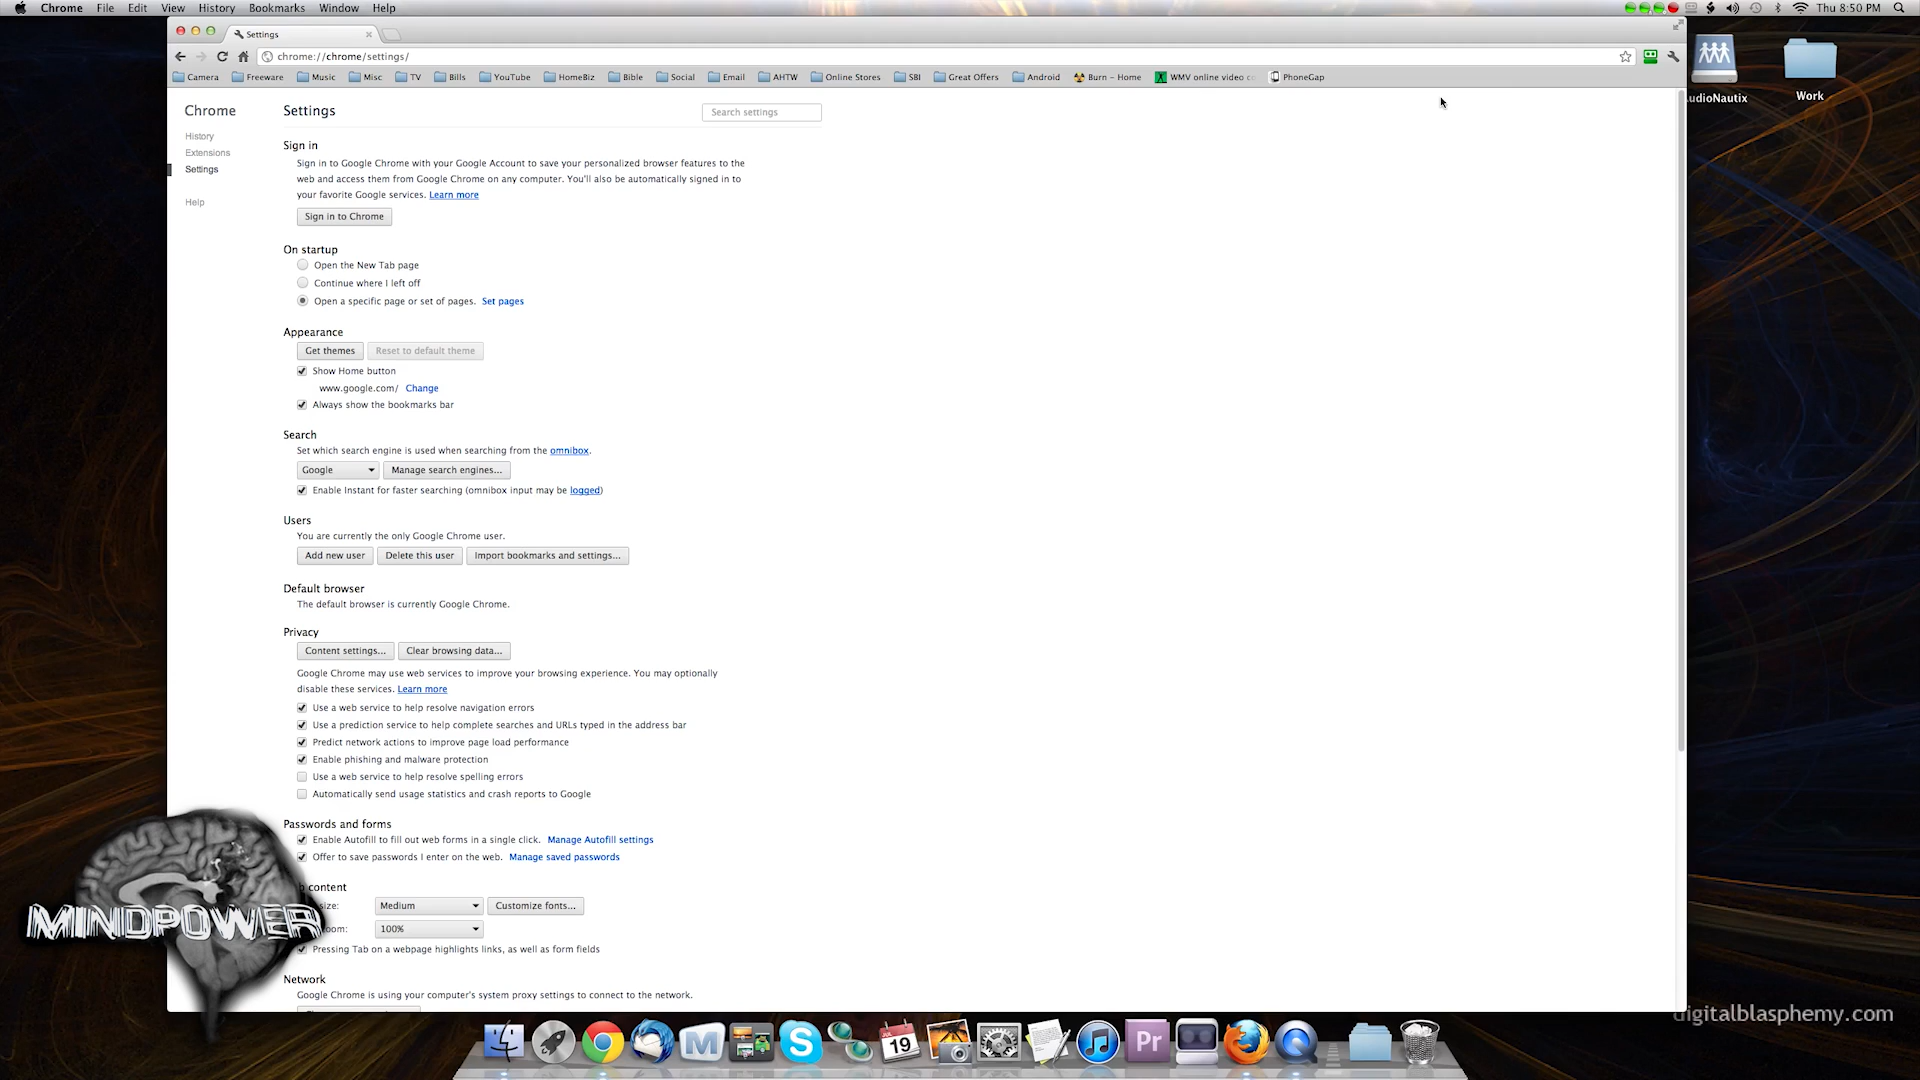 Chrome File Edit View History Bookmarks Window Help Thu 8:50 PM
Settings
chrome://chrome/settings/
Camera Freeware Music Misc TV Bills YouTube HomeBiz Bible Social Email AHTW Online Stores SBI Great Offers Android Burn - Home WMV online video co PhoneGap
udioNautix
Work
Chrome
History
Extensions
Settings
Help
Settings
Search settings
Sign in
Sign in to Google Chrome with your Google Account to save your personalized browser features to the
web and access them from Google Chrome on any computer. You'll also be automatically signed in to
your favorite Google services. Learn more
Sign in to Chrome
On startup
Open the New Tab page
Continue where I left off
Open a specific page or set of pages. Set pages
Appearance
Get themes Reset to default theme
Show Home button
www.google.com/ Change
Always show the bookmarks bar
Search
Set which search engine is used when searching from the omnibox.
Google Manage search engines...
Enable Instant for faster searching (omnibox input may be logged)
Users
You are currently the only Google Chrome user.
Add new user Delete this user Import bookmarks and settings...
Default browser
The default browser is currently Google Chrome.
Privacy
Content settings... Clear browsing data...
Google Chrome may use web services to improve your browsing experience. You may optionally
disable these services. Learn more
Use a web service to help resolve navigation errors
Use a prediction service to help complete searches and URLs typed in the address bar
Predict network actions to improve page load performance
Enable phishing and malware protection
Use a web service to help resolve spelling errors
Automatically send usage statistics and crash reports to Google
Passwords and forms
Enable Autofill to fill out web forms in a single click. Manage Autofill settings
Offer to save passwords I enter on the web. Manage saved passwords
content
size: Medium Customize fonts...
oom: 100%
Pressing Tab on a webpage highlights links, as well as form fields
Network
Google Chrome is using your computer's system proxy settings to connect to the network.
MINDPOWER
digitalblasphemy.com
JUL
19
Pr